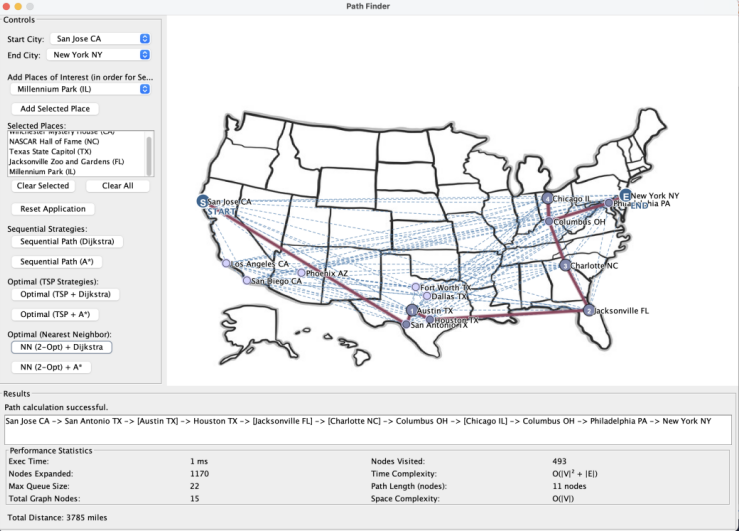 Path Finder
Controls
Start City: San Jose CA
End City: New York NY
Add Places of Interest (in order for Se...
Millennium Park (IL)
Add Selected Place
Selected Places:
Winchester Mystery House (CA)
NASCAR Hall of Fame (NC)
Texas State Capitol (TX)
Jacksonville Zoo and Gardens (FL)
Millennium Park (IL)
Clear Selected Clear All
Reset Application
Sequential Strategies:
Sequential Path (Dijkstra)
Sequential Path (A*)
Optimal (TSP Strategies):
Optimal (TSP + Dijkstra)
Optimal (TSP + A*)
Optimal (Nearest Neighbor):
NN (2-Opt) + Dijkstra
NN (2-Opt) + A*
S San Jose CA
START
Los Angeles CA
San Diego CA
Phoenix AZ
Fort Worth TX
Dallas TX
1 Austin TX
Houston TX
San Antonio TX
2 Jacksonville FL
Charlotte NC
Columbus OH
Chicago IL
E New York NY
END
Philadelphia PA
Results
Path calculation successful.
San Jose CA -> San Antonio TX -> [Austin TX] -> Houston TX -> [Jacksonville FL] -> [Charlotte NC] -> Columbus OH -> [Chicago IL] -> Columbus OH -> Philadelphia PA -> New York NY
Performance Statistics
Exec Time: 1 ms Nodes Visited: 493
Nodes Expanded: 1170 Time Complexity: O(|V|² + |E|)
Max Queue Size: 22 Path Length (nodes): 11 nodes
Total Graph Nodes: 15 Space Complexity: O(|V|)
Total Distance: 3785 miles